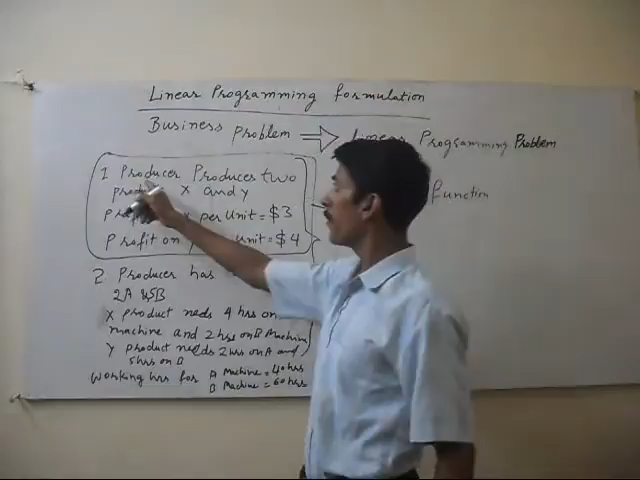 Linear Programming formulation
Business Problem ⇒ Linear Programming Problem
1 Producer Produces two
X and Y
function
x per unit = $3
Profit on unit = $4
2 Producer has
2A &5B
X product neds 4 hrs on
machine and 2 hrs on B Machine
Y product needs 2 hrs on A and
5 hrs on B
Working hrs for A Machine = 40 hrs
B Machine = 60 hrs